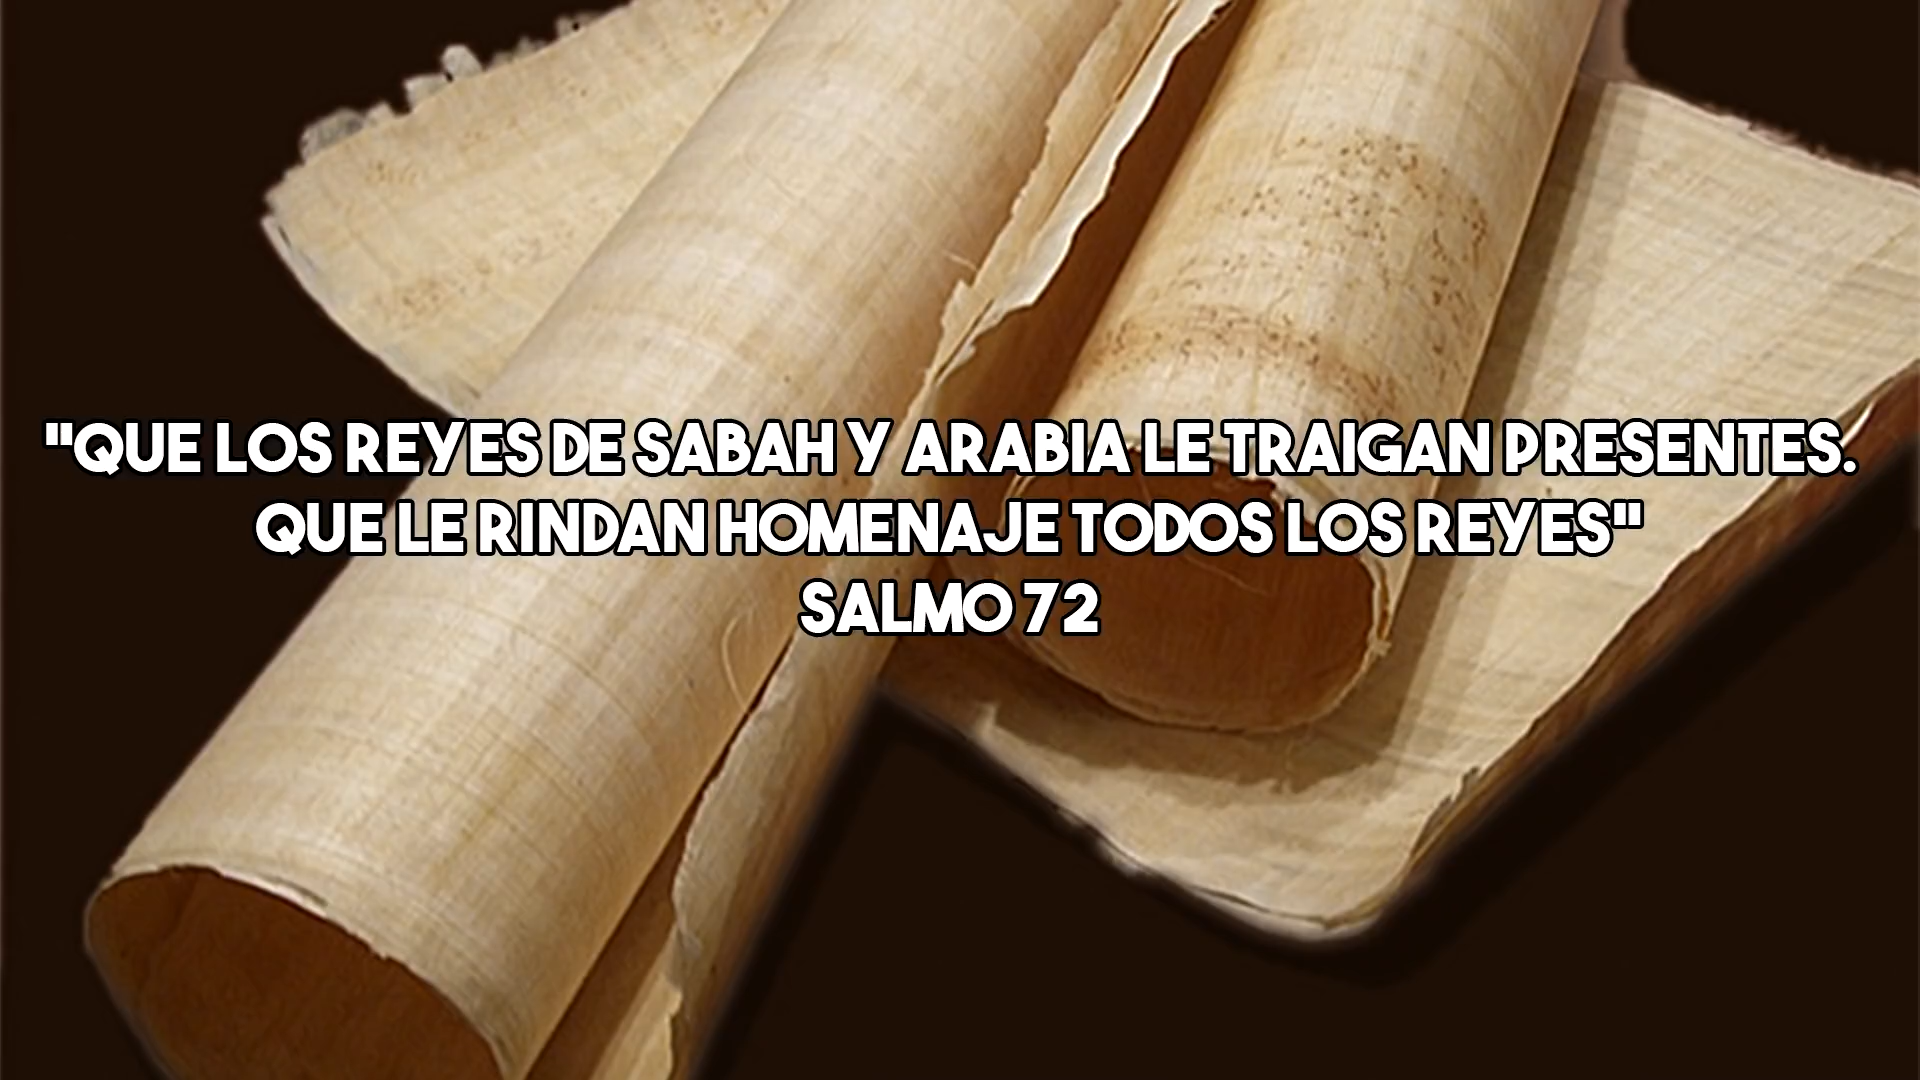 "QUE LOS REYES DE SABAH Y ARABIA LE TRAIGAN PRESENTES.
QUE LE RINDAN HOMENAJE TODOS LOS REYES"
SALMO 72